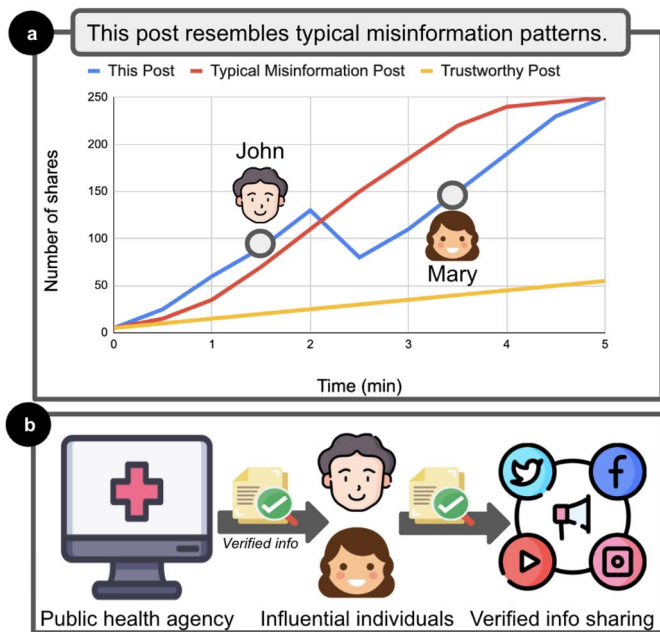 a
This post resembles typical misinformation patterns.
This Post
Typical Misinformation Post
Trustworthy Post
250
200
150
100
50
0
Number of shares
John
Mary
0 1 2 3 4 5
Time (min)
b
Verified info
Public health agency
Influential individuals
Verified info sharing